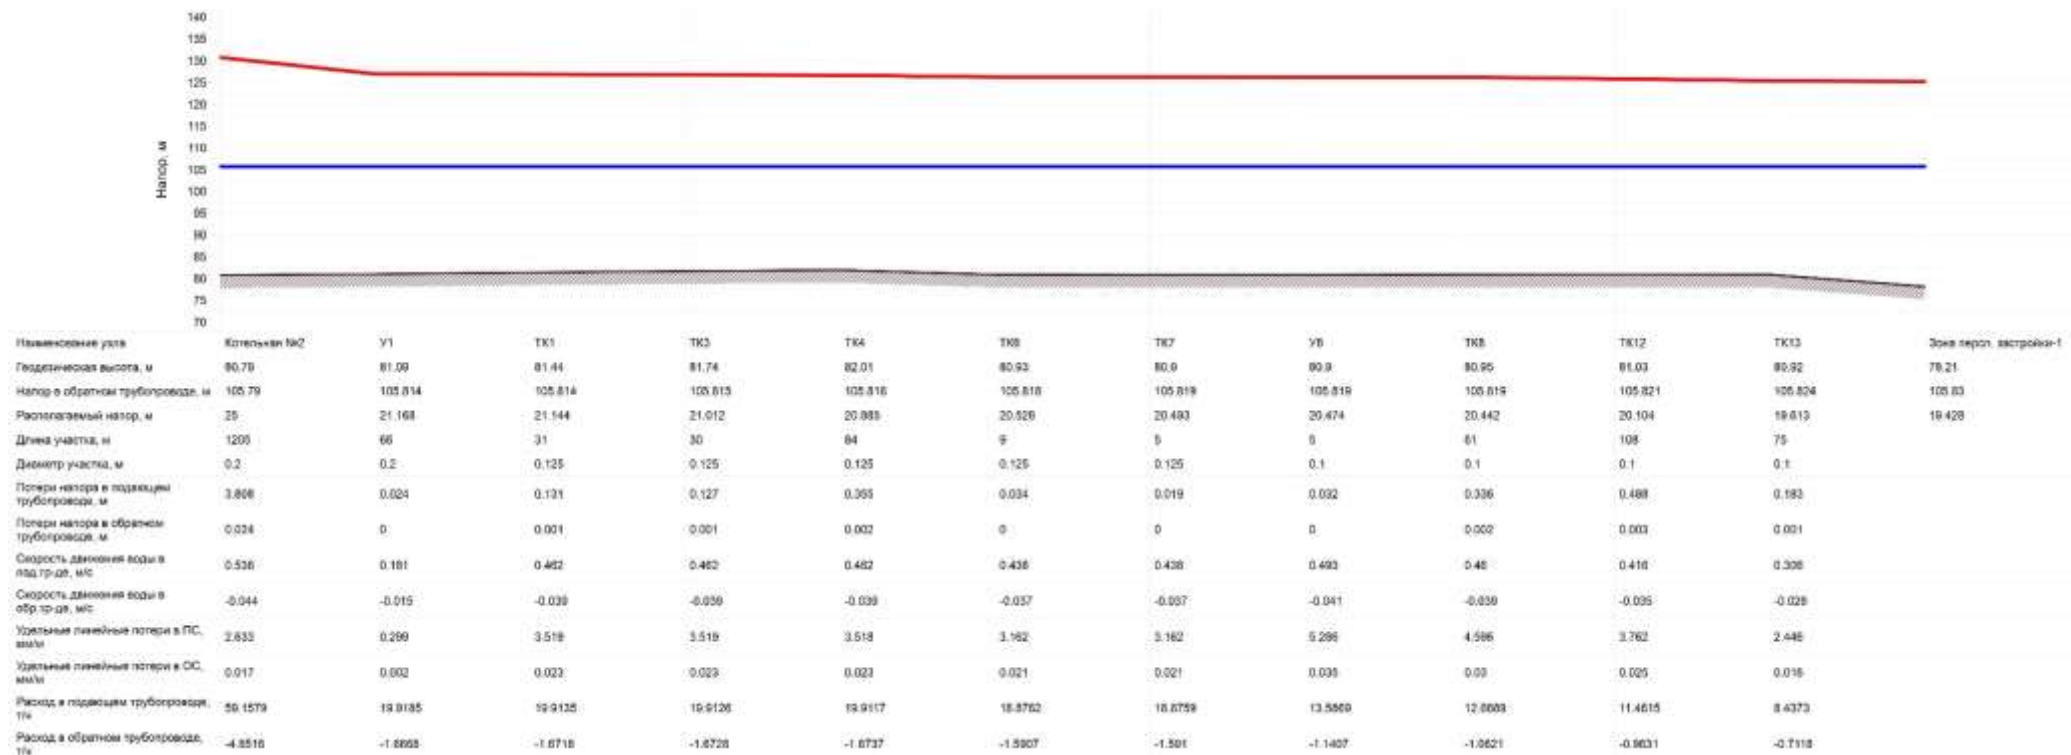 140
135
130
125
120
115
110
105
100
95
90
85
80
75
70
Напор, м
Наименование узла Котельная №2 У1 ТК1 ТК3 ТК4 ТК6 ТК7 У8 ТК8 ТК12 ТК13 Зона персп. застройки-1
Геодезическая высота, м 80.79 81.09 81.44 81.74 82.01 80.93 80.9 80.9 80.95 81.03 80.92 78.21
Напор в обратном трубопроводе, м 105.79 105.814 105.814 105.815 105.816 105.818 105.819 105.819 105.819 105.821 105.824 105.83
Располагаемый напор, м 25 21.168 21.144 21.012 20.885 20.528 20.493 20.474 20.442 20.104 19.613 19.428
Длина участка, м 1205 66 31 30 84 9 5 5 61 108 75
Диаметр участка, м 0.2 0.2 0.125 0.125 0.125 0.125 0.125 0.1 0.1 0.1 0.1
Потери напора в подающем
трубопроводе, м 3.808 0.024 0.131 0.127 0.355 0.034 0.019 0.032 0.336 0.488 0.183
Потери напора в обратном
трубопроводе, м 0.024 0 0.001 0.001 0.002 0 0 0 0.002 0.003 0.001
Скорость движения воды в
под.тр-де, м/с 0.536 0.181 0.462 0.462 0.462 0.438 0.438 0.493 0.46 0.416 0.306
Скорость движения воды в
обр.тр-де, м/с -0.044 -0.015 -0.039 -0.039 -0.039 -0.037 -0.037 -0.041 -0.039 -0.035 -0.026
Удельные линейные потери в ПС,
мм/м 2.633 0.299 3.519 3.519 3.518 3.162 3.162 5.286 4.586 3.762 2.446
Удельные линейные потери в ОС,
мм/м 0.017 0.002 0.023 0.023 0.023 0.021 0.021 0.035 0.03 0.025 0.016
Расход в подающем трубопроводе,
т/ч 59.1579 19.9185 19.9135 19.9126 19.9117 18.8762 18.8759 13.5869 11.4615 8.4373
Расход в обратном трубопроводе,
т/ч -4.8516 -1.6728 -1.6737 -1.5907 -1.591 -1.1407 -1.0621 -0.9631 -0.7118